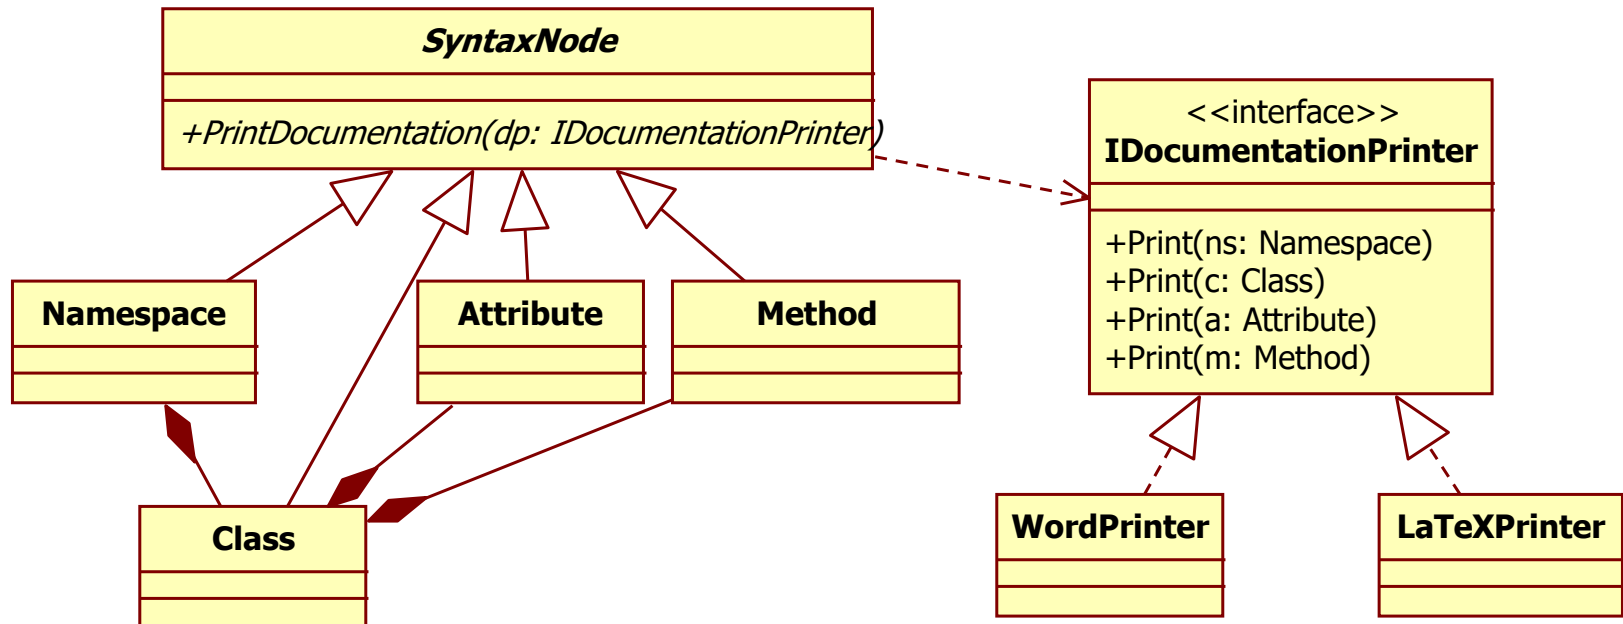 SyntaxNode
+PrintDocumentation(dp: IDocumentationPrinter)
<<interface>>
IDocumentationPrinter
+Print(ns: Namespace)
+Print(c: Class)
+Print(a: Attribute)
+Print(m: Method)
Namespace
Attribute
Method
Class
WordPrinter
LaTeXPrinter